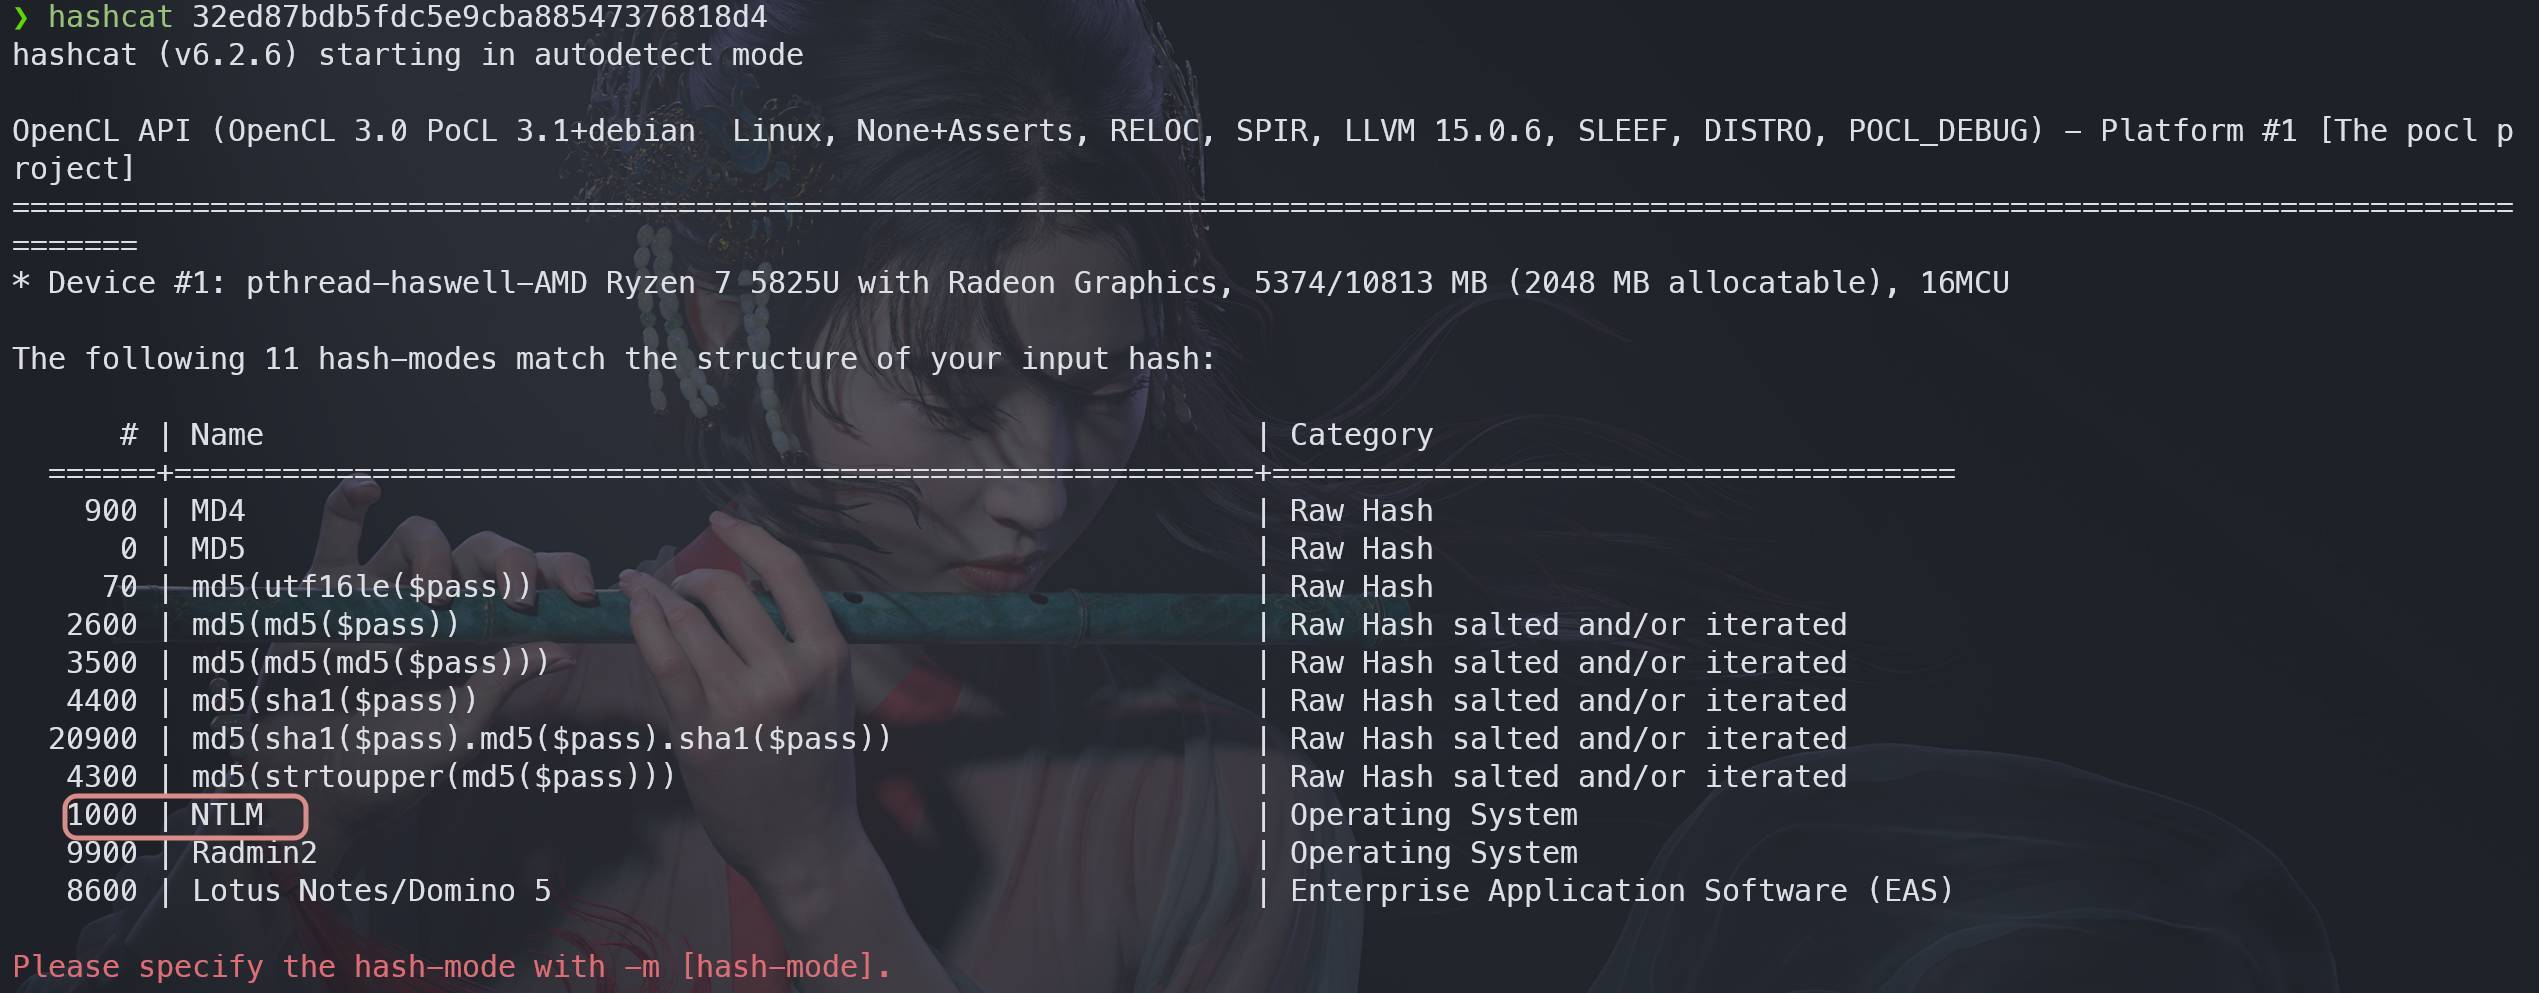 ❯ hashcat 32ed87bdb5fdc5e9cba88547376818d4
hashcat (v6.2.6) starting in autodetect mode
OpenCL API (OpenCL 3.0 PoCL 3.1+debian  Linux, None+Asserts, RELOC, SPIR, LLVM 15.0.6, SLEEF, DISTRO, POCL_DEBUG) - Platform #1 [The pocl p
roject]
===========================================================================================================================================
=======
* Device #1: pthread-haswell-AMD Ryzen 7 5825U with Radeon Graphics, 5374/10813 MB (2048 MB allocatable), 16MCU
The following 11 hash-modes match the structure of your input hash:
      # | Name                                                       | Category
  ======+============================================================+======================================
    900 | MD4                                                        | Raw Hash
      0 | MD5                                                        | Raw Hash
     70 | md5(utf16le($pass))                                        | Raw Hash
   2600 | md5(md5($pass))                                            | Raw Hash salted and/or iterated
   3500 | md5(md5(md5($pass)))                                       | Raw Hash salted and/or iterated
   4400 | md5(sha1($pass))                                           | Raw Hash salted and/or iterated
  20900 | md5(sha1($pass).md5($pass).sha1($pass))                    | Raw Hash salted and/or iterated
   4300 | md5(strtoupper(md5($pass)))                                | Raw Hash salted and/or iterated
   1000 | NTLM                                                       | Operating System
   9900 | Radmin2                                                    | Operating System
   8600 | Lotus Notes/Domino 5                                       | Enterprise Application Software (EAS)
Please specify the hash-mode with -m [hash-mode].